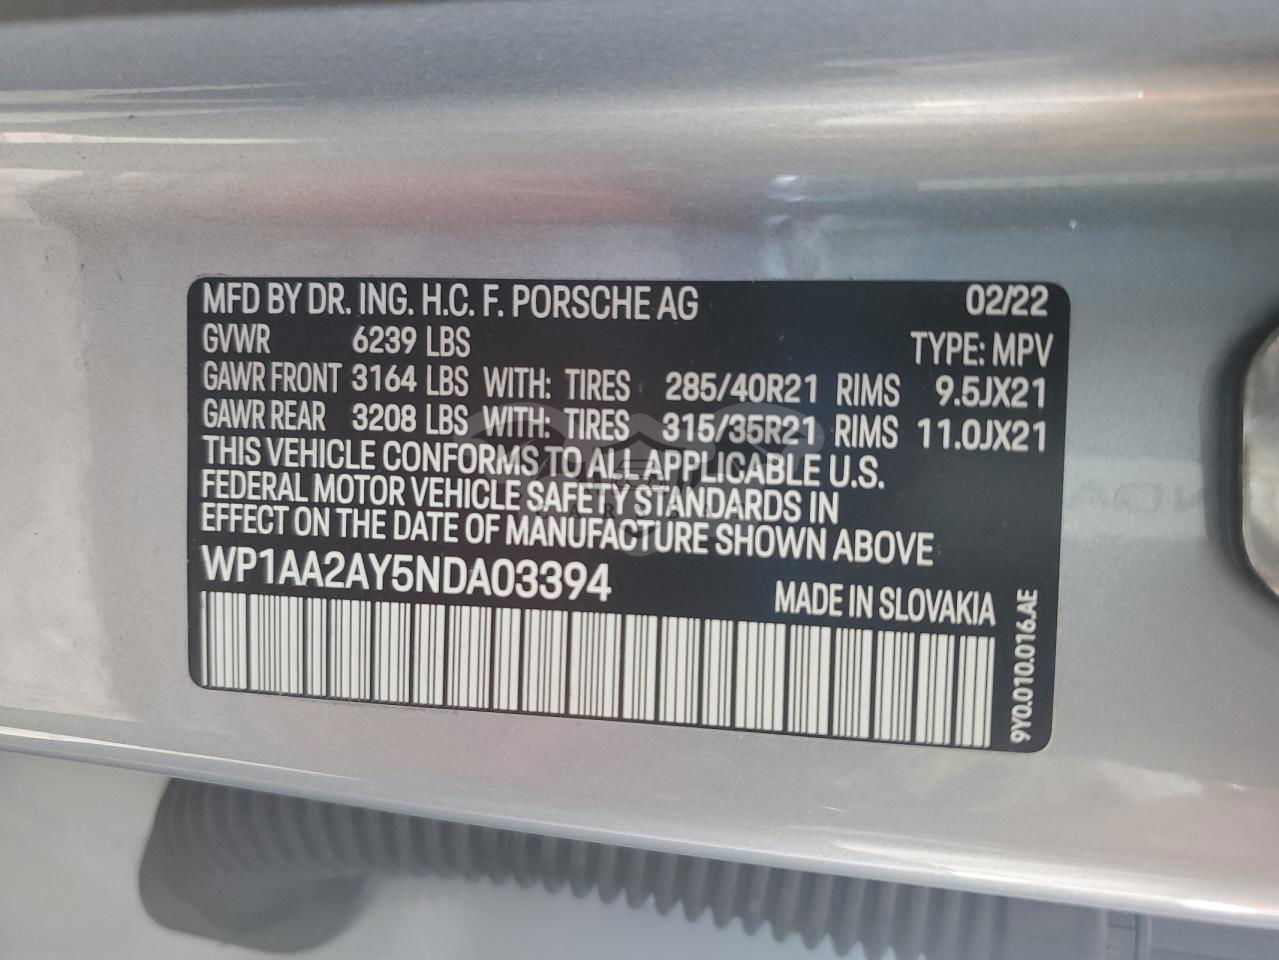 MFD BY DR. ING. H.C. F. PORSCHE AG 02/22
GVWR 6239 LBS TYPE: MPV
GAWR FRONT 3164 LBS WITH: TIRES 285/40R21 RIMS 9.5JX21
GAWR REAR 3208 LBS WITH: TIRES 315/35R21 RIMS 11.0JX21
THIS VEHICLE CONFORMS TO ALL APPLICABLE U.S.
FEDERAL MOTOR VEHICLE SAFETY STANDARDS IN
EFFECT ON THE DATE OF MANUFACTURE SHOWN ABOVE
WP1AA2AY5NDA03394
MADE IN SLOVAKIA
9Y0.010.016.AE